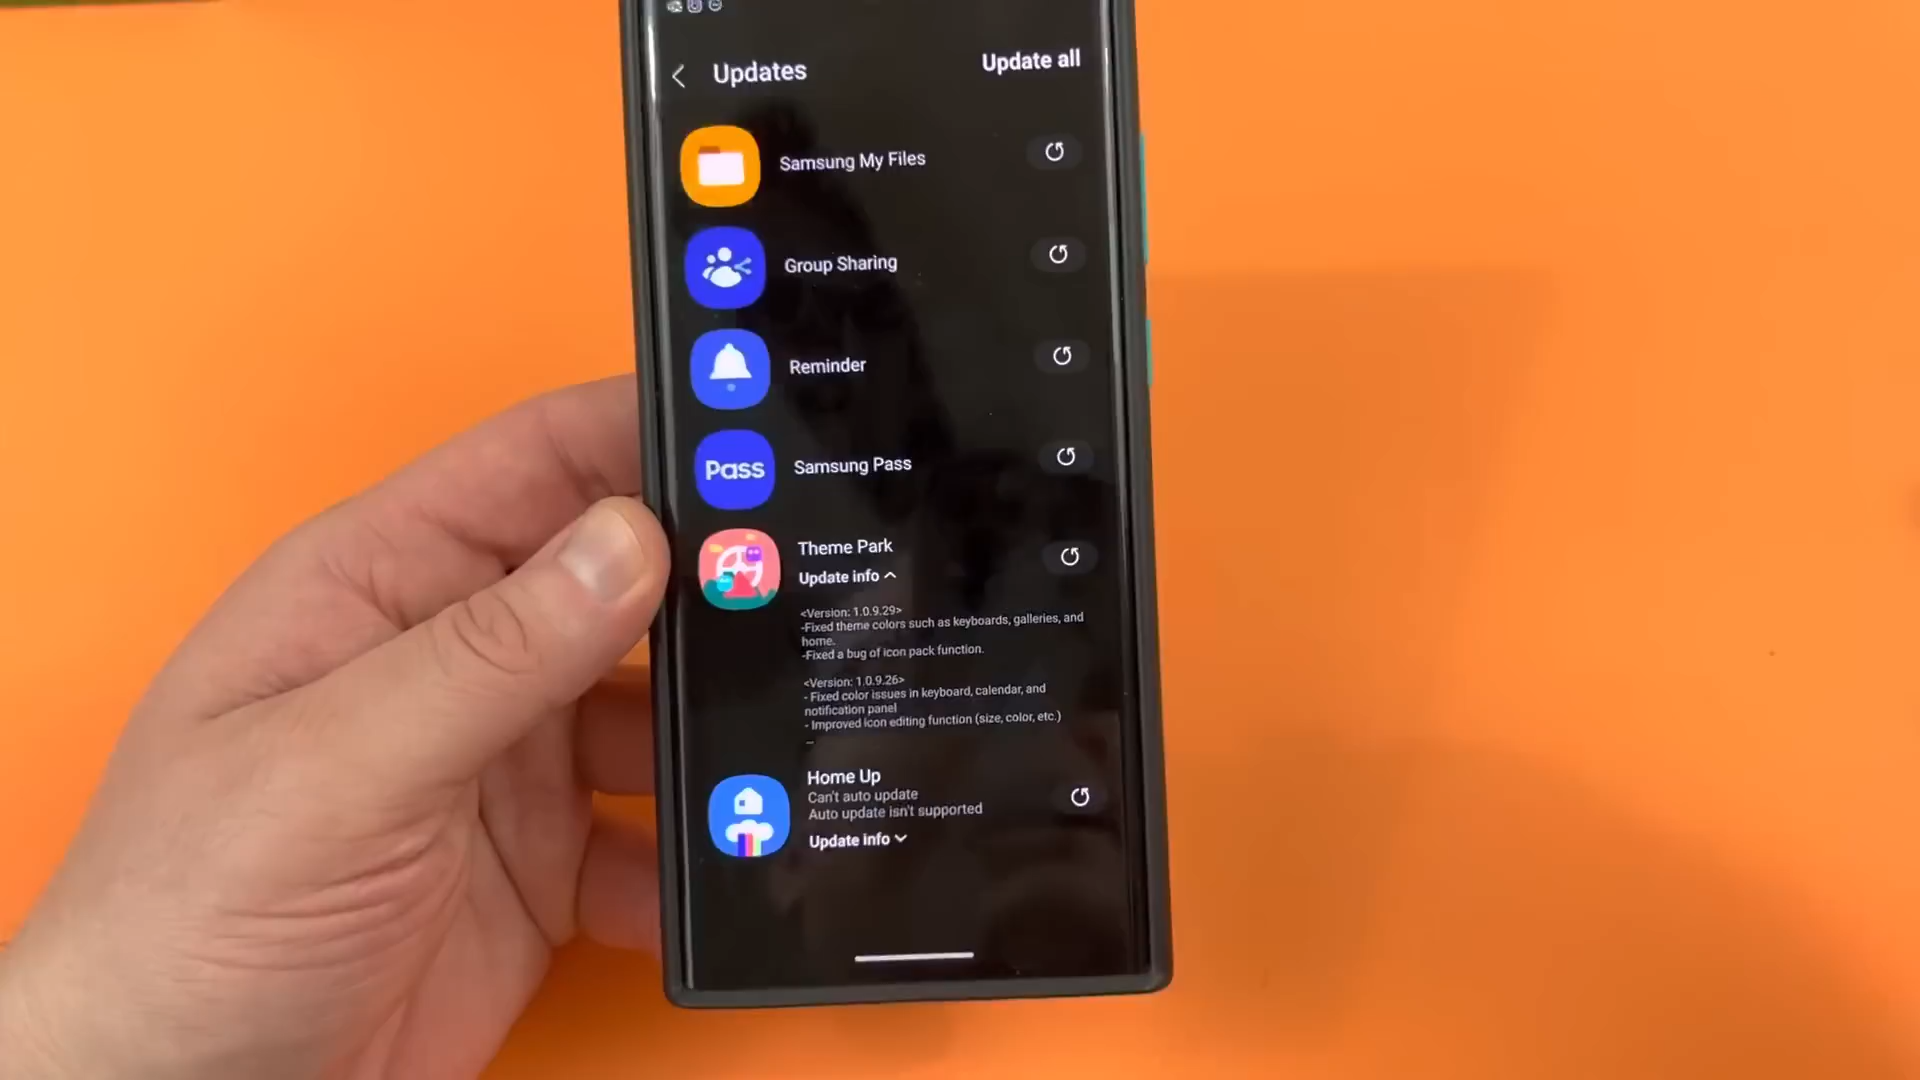 Updates
Update all
Samsung My Files
Group Sharing
Reminder
Pass
Samsung Pass
Theme Park
Update info
<Version: 1.0.9.29>
-Fixed theme colors such as keyboards, galleries, and
home.
-Fixed a bug of icon pack function.
<Version: 1.0.9.26>
- Fixed color issues in keyboard, calendar, and
notification panel
- Improved icon editing function (size, color, etc.)
...
Home Up
Can't auto update
Auto update isn't supported
Update info